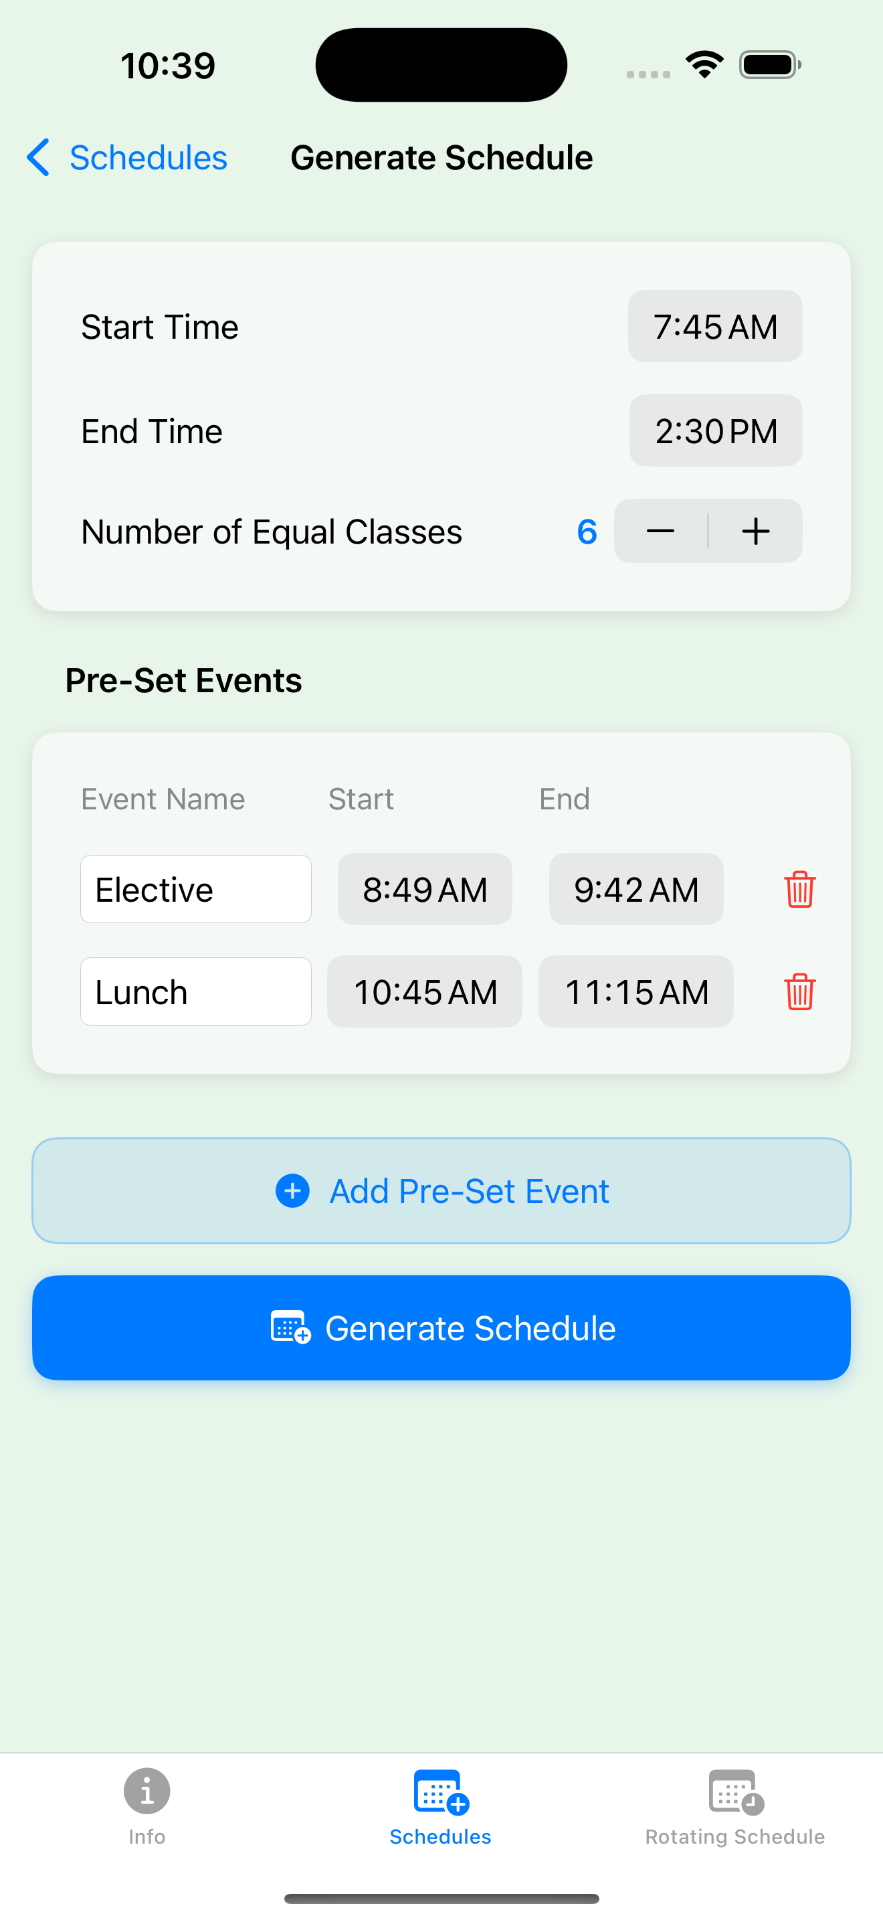 10:39
Schedules Generate Schedule
Start Time 7:45 AM
End Time 2:30 PM
Number of Equal Classes 6 − +
Pre-Set Events
Event Name Start End
Elective 8:49 AM 9:42 AM
Lunch 10:45 AM 11:15 AM
Add Pre-Set Event
Generate Schedule
Info Schedules Rotating Schedule